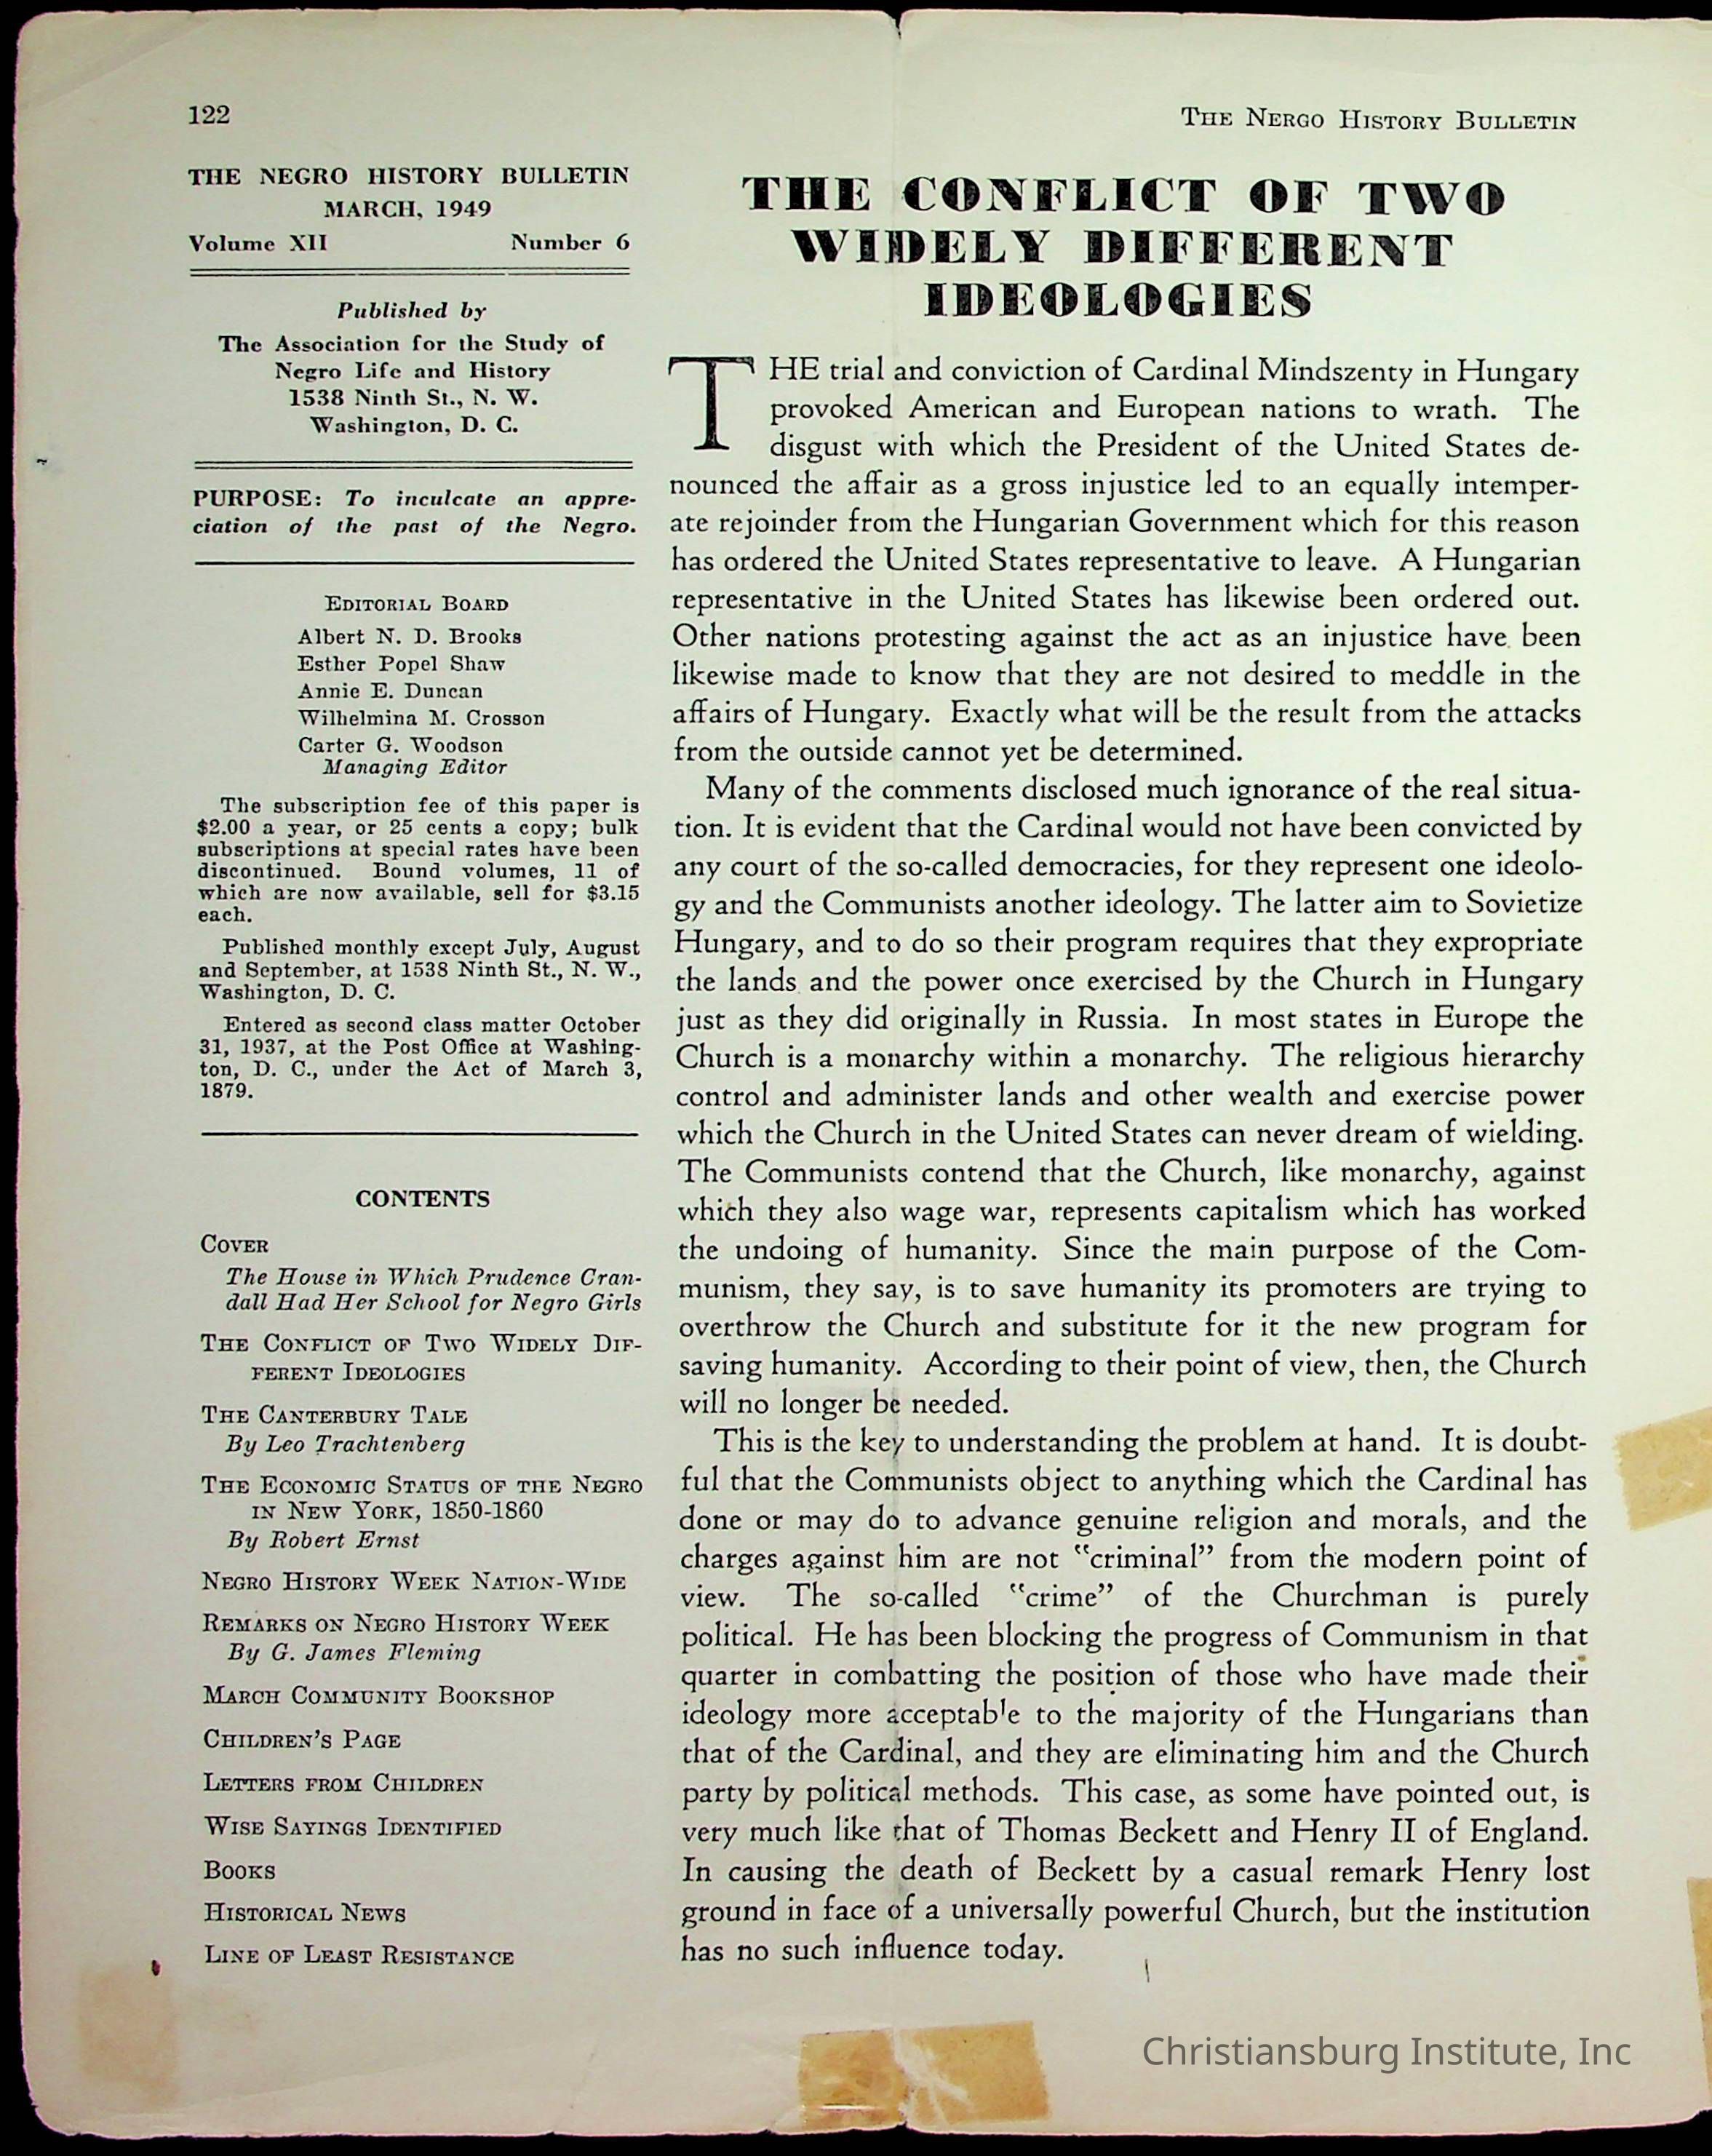 122
THE NERGO HISTORY BULLETIN
THE NEGRO HISTORY BULLETIN
MARCH, 1949
Volume XII Number 6
Published by
The Association for the Study of
Negro Life and History
1538 Ninth St., N. W.
Washington, D. C.
PURPOSE: To inculcate an appre-
ciation of the past of the Negro.
EDITORIAL BOARD
Albert N. D. Brooks
Esther Popel Shaw
Annie E. Duncan
Wilhelmina M. Crosson
Carter G. Woodson
Managing Editor
The subscription fee of this paper is
$2.00 a year, or 25 cents a copy; bulk
subscriptions at special rates have been
discontinued. Bound volumes, 11 of
which are now available, sell for $3.15
each.
Published monthly except July, August
and September, at 1538 Ninth St., N. W.,
Washington, D. C.
Entered as second class matter October
31, 1937, at the Post Office at Washing-
ton, D. C., under the Act of March 3,
1879.
CONTENTS
COVER
The House in Which Prudence Cran-
dall Had Her School for Negro Girls
THE CONFLICT OF TWO WIDELY DIF-
FERENT IDEOLOGIES
THE CANTERBURY TALE
By Leo Trachtenberg
THE ECONOMIC STATUS OF THE NEGRO
IN NEW YORK, 1850-1860
By Robert Ernst
NEGRO HISTORY WEEK NATION-WIDE
REMARKS ON NEGRO HISTORY WEEK
By G. James Fleming
MARCH COMMUNITY BOOKSHOP
CHILDREN'S PAGE
LETTERS FROM CHILDREN
WISE SAYINGS IDENTIFIED
BOOKS
HISTORICAL NEWS
LINE OF LEAST RESISTANCE
THE CONFLICT OF TWO
WIDELY DIFFERENT
IDEOLOGIES
THE trial and conviction of Cardinal Mindszenty in Hungary
provoked American and European nations to wrath. The
disgust with which the President of the United States de-
nounced the affair as a gross injustice led to an equally intemper-
ate rejoinder from the Hungarian Government which for this reason
has ordered the United States representative to leave. A Hungarian
representative in the United States has likewise been ordered out.
Other nations protesting against the act as an injustice have been
likewise made to know that they are not desired to meddle in the
affairs of Hungary. Exactly what will be the result from the attacks
from the outside cannot yet be determined.
Many of the comments disclosed much ignorance of the real situa-
tion. It is evident that the Cardinal would not have been convicted by
any court of the so-called democracies, for they represent one ideolo-
gy and the Communists another ideology. The latter aim to Sovietize
Hungary, and to do so their program requires that they expropriate
the lands and the power once exercised by the Church in Hungary
just as they did originally in Russia. In most states in Europe the
Church is a monarchy within a monarchy. The religious hierarchy
control and administer lands and other wealth and exercise power
which the Church in the United States can never dream of wielding.
The Communists contend that the Church, like monarchy, against
which they also wage war, represents capitalism which has worked
the undoing of humanity. Since the main purpose of the Com-
munism, they say, is to save humanity its promoters are trying to
overthrow the Church and substitute for it the new program for
saving humanity. According to their point of view, then, the Church
will no longer be needed.
This is the key to understanding the problem at hand. It is doubt-
ful that the Communists object to anything which the Cardinal has
done or may do to advance genuine religion and morals, and the
charges against him are not "criminal" from the modern point of
view. The so-called "crime" of the Churchman is purely
political. He has been blocking the progress of Communism in that
quarter in combatting the position of those who have made their
ideology more acceptable to the majority of the Hungarians than
that of the Cardinal, and they are eliminating him and the Church
party by political methods. This case, as some have pointed out, is
very much like that of Thomas Beckett and Henry II of England.
In causing the death of Beckett by a casual remark Henry lost
ground in face of a universally powerful Church, but the institution
has no such influence today.
Christiansburg Institute, Inc